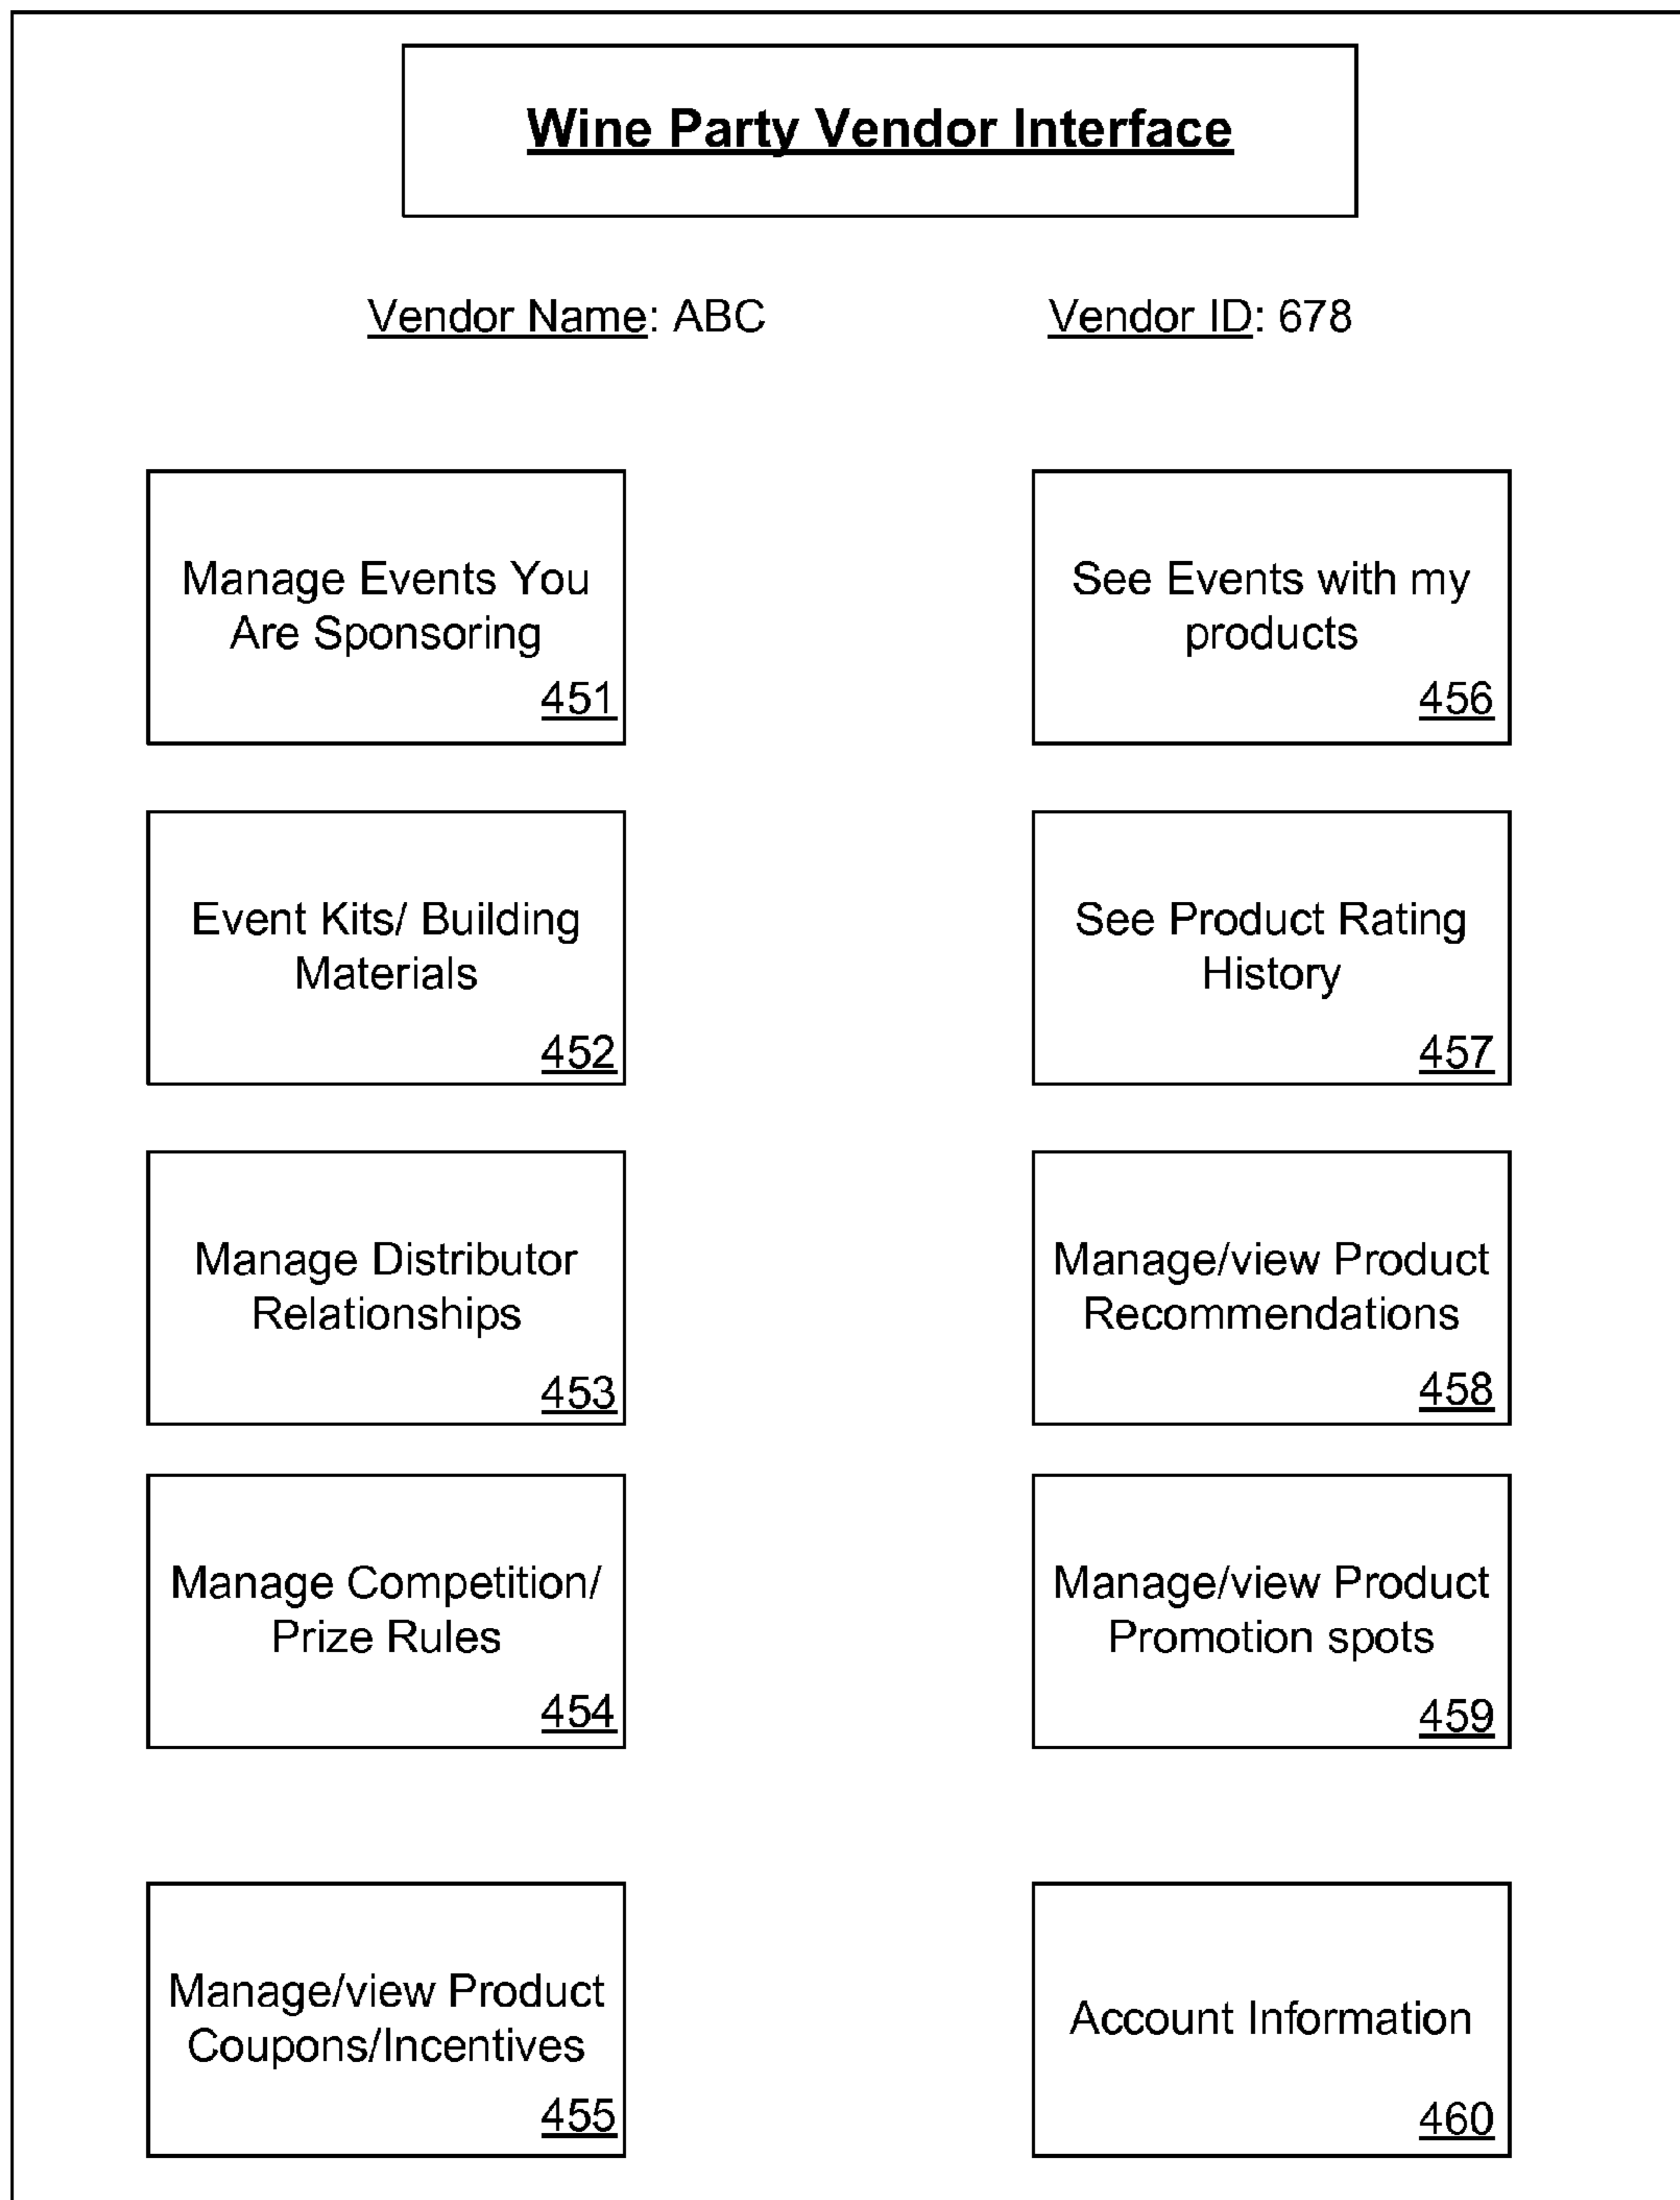 Wine Party Vendor Interface
Vendor Name: ABC
Vendor ID: 678
Manage Events You
Are Sponsoring
451
See Events with my
products
456
Event Kits/ Building
Materials
452
See Product Rating
History
457
Manage Distributor
Relationships
453
Manage/view Product
Recommendations
458
Manage Competition/
Prize Rules
454
Manage/view Product
Promotion spots
459
Manage/view Product
Coupons/Incentives
455
Account Information
460